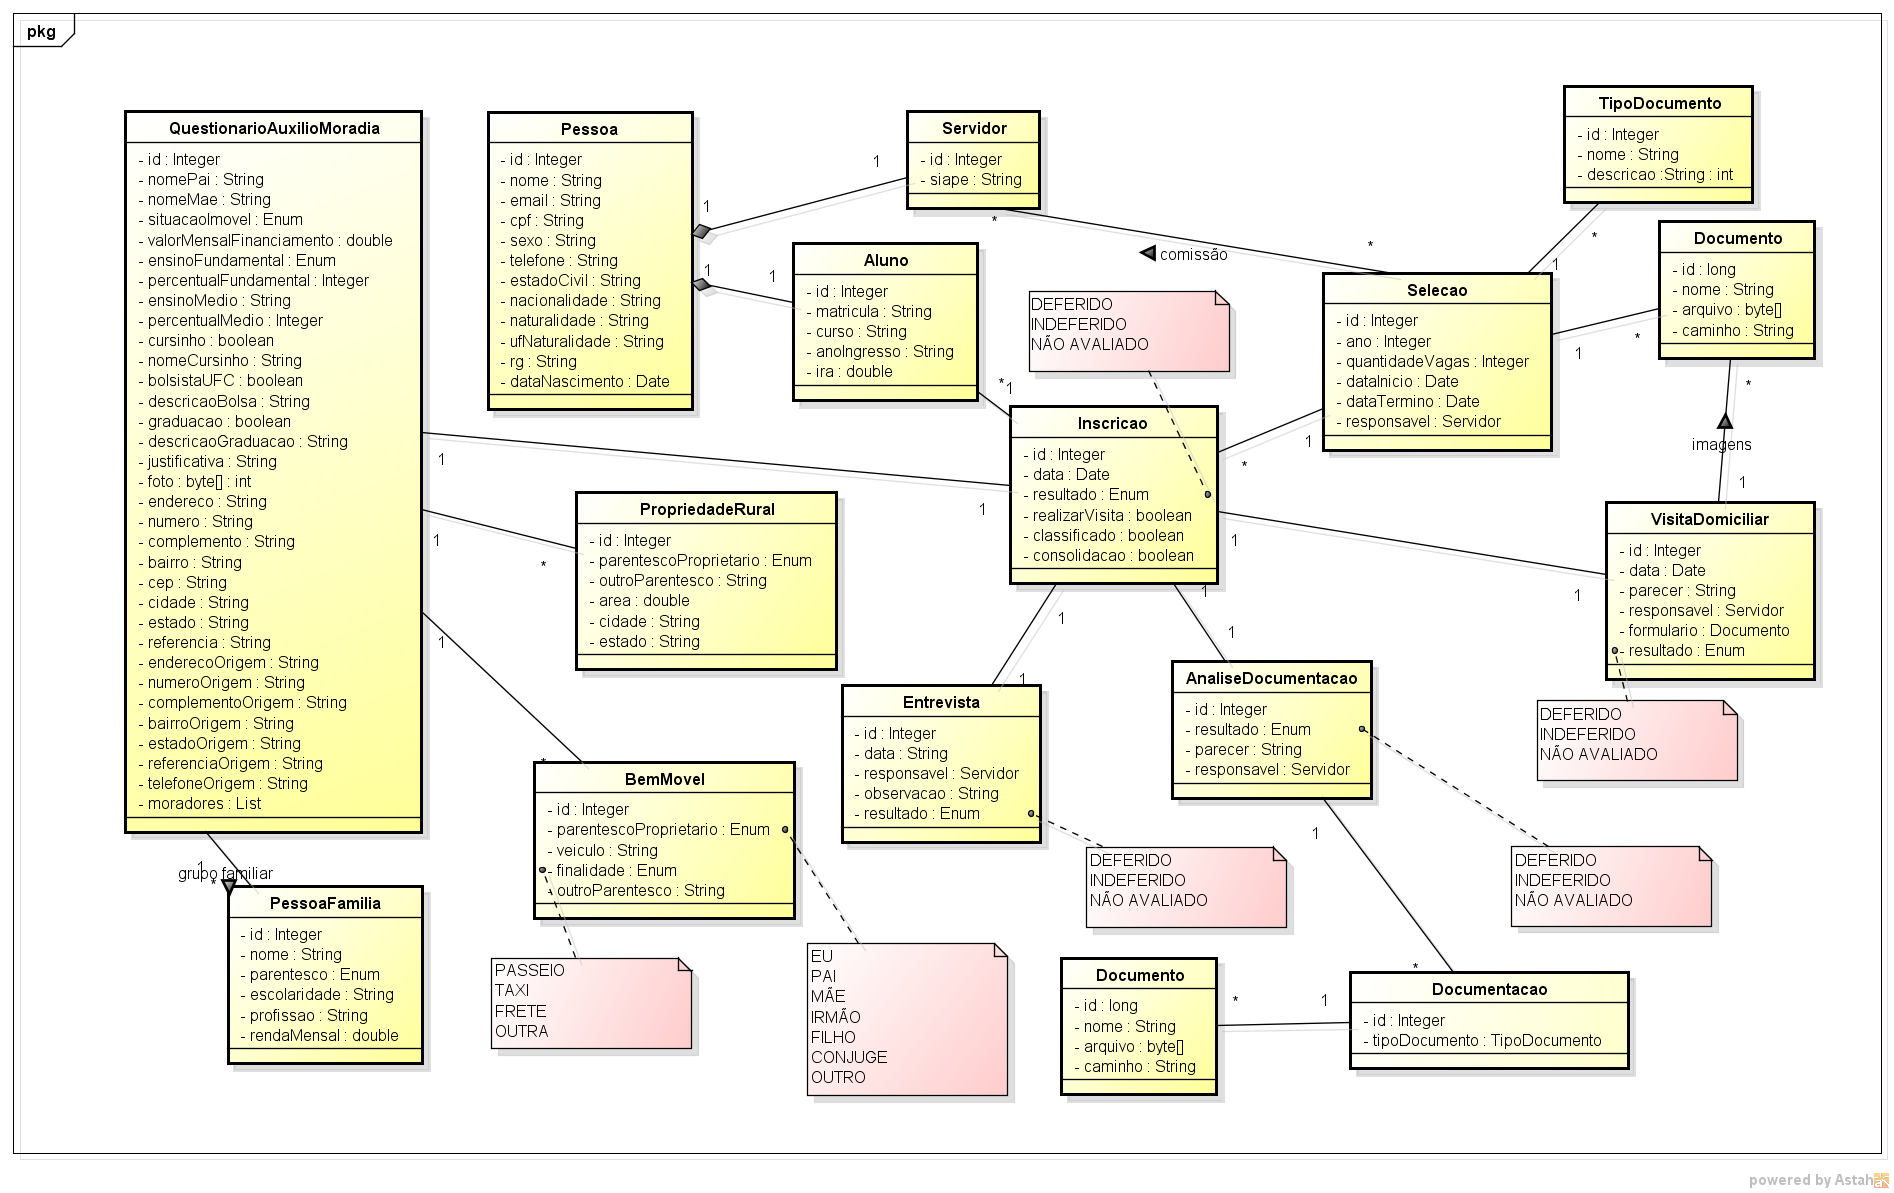 pkg
QuestionarioAuxilioMoradia
- id : Integer
- nomePai : String
- nomeMae : String
- situacaoImovel : Enum
- valorMensalFinanciamento : double
- ensinoFundamental : Enum
- percentualFundamental : Integer
- ensinoMedio : String
- percentualMedio : Integer
- cursinho : boolean
- nomeCursinho : String
- bolsistaUFC : boolean
- descricaoBolsa : String
- graduacao : boolean
- descricaoGraduacao : String
- justificativa : String
- foto : byte[] : int
- endereco : String
- numero : String
- complemento : String
- bairro : String
- cep : String
- cidade : String
- estado : String
- referencia : String
- enderecoOrigem : String
- numeroOrigem : String
- complementoOrigem : String
- bairroOrigem : String
- estadoOrigem : String
- referenciaOrigem : String
- telefoneOrigem : String
- moradores : List
1
1
*
1
*
1
1
*
grupo familiar
PessoaFamilia
- id : Integer
- nome : String
- parentesco : Enum
- escolaridade : String
- profissao : String
- rendaMensal : double
Pessoa
- id : Integer
- nome : String
- email : String
- cpf : String
- sexo : String
- telefone : String
- estadoCivil : String
- nacionalidade : String
- naturalidade : String
- ufNaturalidade : String
- rg : String
- dataNascimento : Date
1
1
1
1
Servidor
- id : Integer
- siape : String
*
*
comissão
Aluno
- id : Integer
- matricula : String
- curso : String
- anoIngresso : String
- ira : double
*
1
DEFERIDO
INDEFERIDO
NÃO AVALIADO
TipoDocumento
- id : Integer
- nome : String
- descricao :String : int
*
1
Documento
- id : long
- nome : String
- arquivo : byte[]
- caminho : String
Selecao
- id : Integer
- ano : Integer
- quantidadeVagas : Integer
- dataInicio : Date
- dataTermino : Date
- responsavel : Servidor
1
*
*
imagens
1
1
*
Inscricao
- id : Integer
- data : Date
- resultado : Enum
- realizarVisita : boolean
- classificado : boolean
- consolidacao : boolean
1
1
VisitaDomiciliar
- id : Integer
- data : Date
- parecer : String
- responsavel : Servidor
- formulario : Documento
- resultado : Enum
DEFERIDO
INDEFERIDO
NÃO AVALIADO
PropriedadeRural
- id : Integer
- parentescoProprietario : Enum
- outroParentesco : String
- area : double
- cidade : String
- estado : String
1
1
1
1
Entrevista
- id : Integer
- data : String
- responsavel : Servidor
- observacao : String
- resultado : Enum
AnaliseDocumentacao
- id : Integer
- resultado : Enum
- parecer : String
- responsavel : Servidor
BemMovel
- id : Integer
- parentescoProprietario : Enum
- veiculo : String
- finalidade : Enum
- outroParentesco : String
DEFERIDO
INDEFERIDO
NÃO AVALIADO
DEFERIDO
INDEFERIDO
NÃO AVALIADO
1
*
PASSEIO
TAXI
FRETE
OUTRA
EU
PAI
MÃE
IRMÃO
FILHO
CONJUGE
OUTRO
Documento
- id : long
- nome : String
- arquivo : byte[]
- caminho : String
*
1
Documentacao
- id : Integer
- tipoDocumento : TipoDocumento
powered by Astah